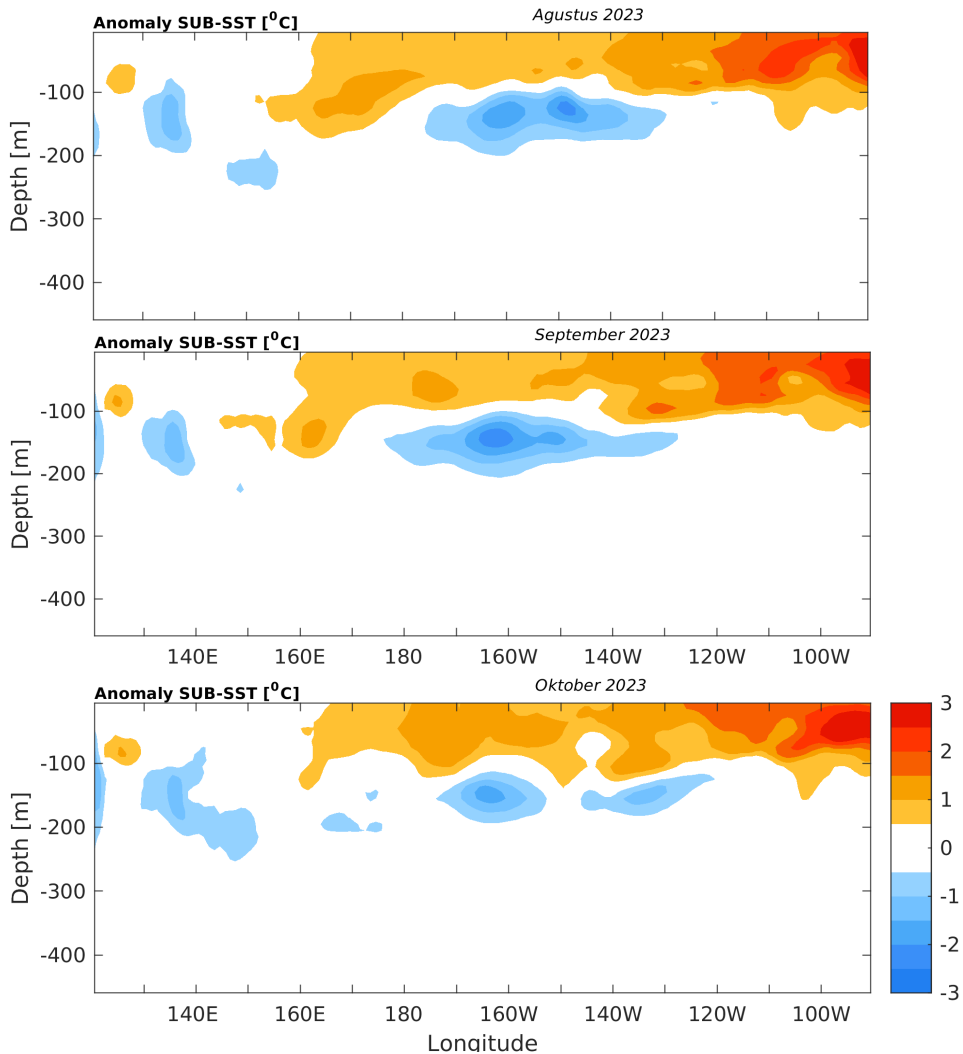 Agustus 2023
Anomaly SUB-SST [⁰C]
-100
-200
-300
-400
Depth [m]
September 2023
Anomaly SUB-SST [⁰C]
-100
-200
-300
-400
Depth [m]
140E 160E 180 160W 140W 120W 100W
Oktober 2023
Anomaly SUB-SST [⁰C]
-100
-200
-300
-400
Depth [m]
140E 160E 180 160W 140W 120W 100W
Longitude
3
2
1
0
-1
-2
-3